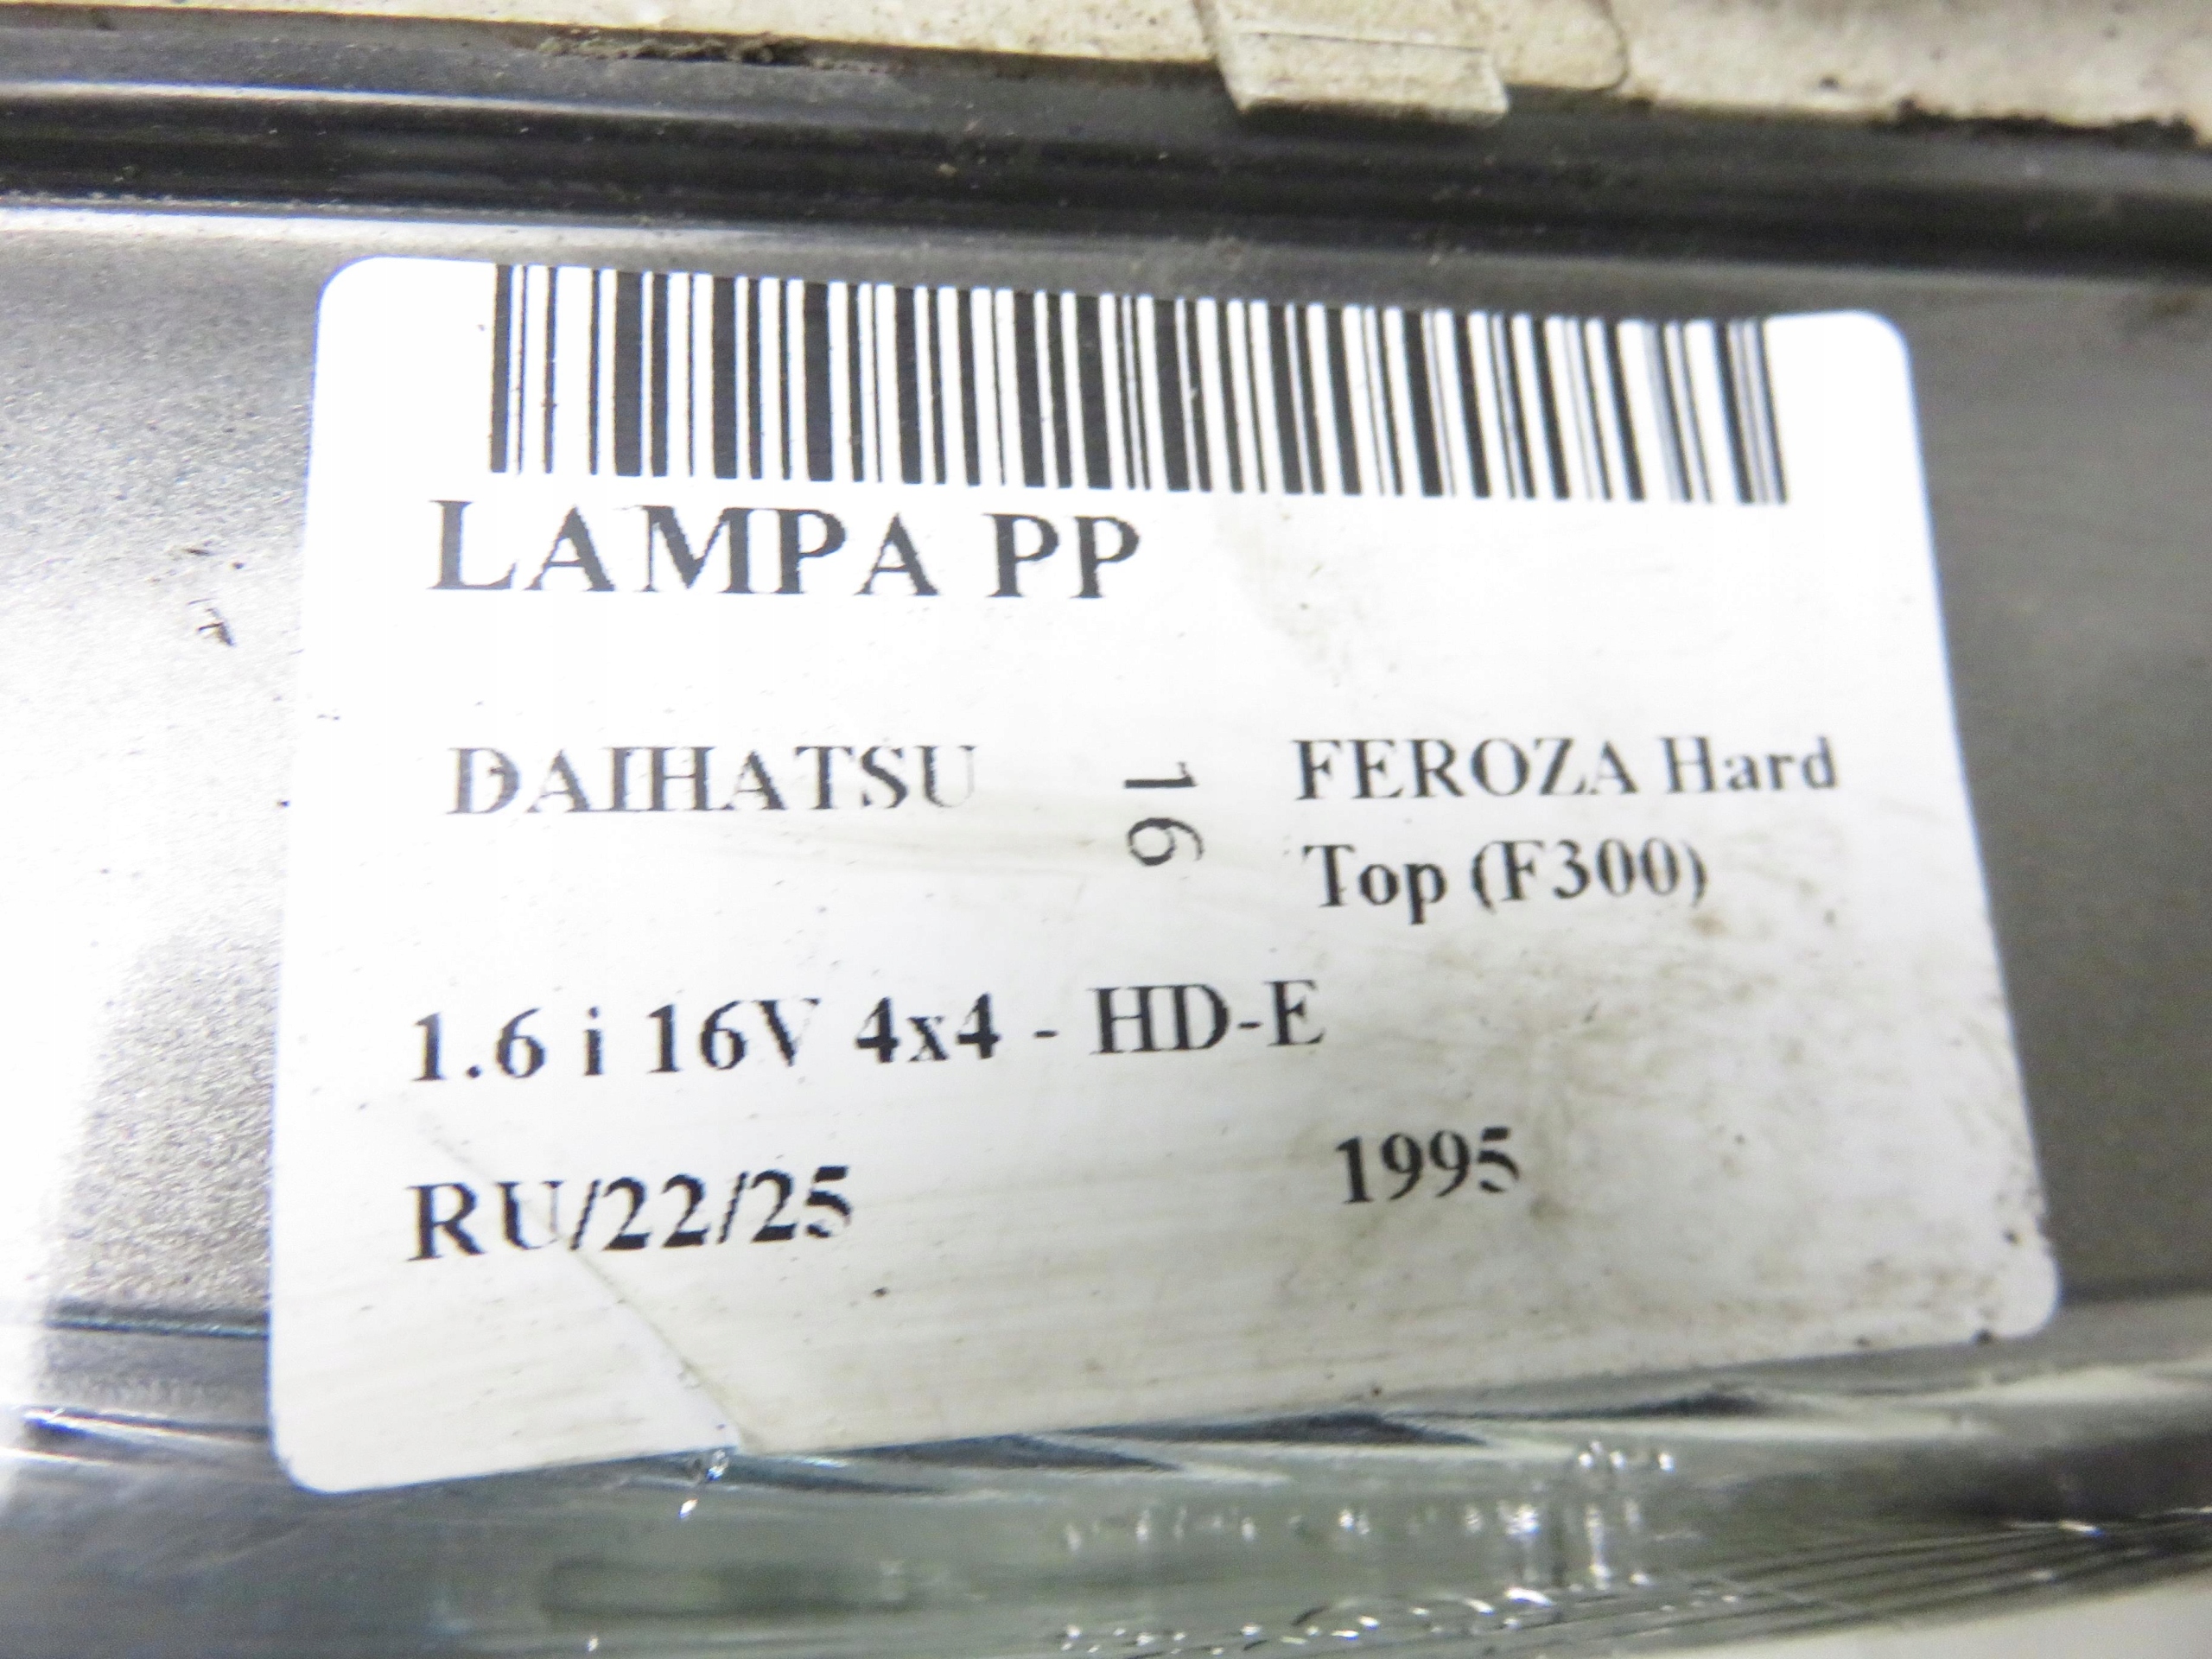 LAMPA PP
DAIHATSU
16
FEROZA Hard
Top (F300)
1.6 i 16V 4x4 - HD-E
RU/22/25
1995